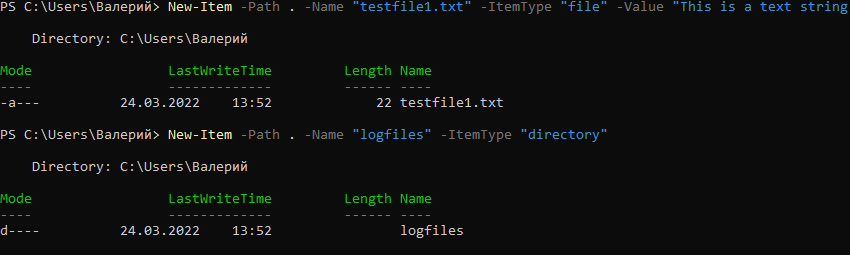 PS C:\Users\Валерий> New-Item -Path . -Name "testfile1.txt" -ItemType "file" -Value "This is a text string
Directory: C:\Users\Валерий
Mode LastWriteTime Length Name
---- ------------- ------ ----
-a--- 24.03.2022 13:52 22 testfile1.txt
PS C:\Users\Валерий> New-Item -Path . -Name "logfiles" -ItemType "directory"
Directory: C:\Users\Валерий
Mode LastWriteTime Length Name
---- ------------- ------ ----
d---- 24.03.2022 13:52 logfiles